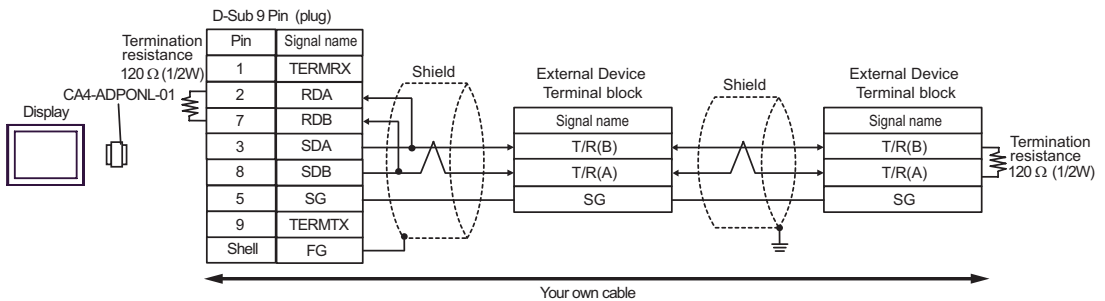 D-Sub 9 Pin (plug)
Termination
resistance
120 Ω (1/2W)
CA4-ADPONL-01
Display
Pin Signal name
1 TERMRX
2 RDA
7 RDB
3 SDA
8 SDB
5 SG
9 TERMTX
Shell FG
Shield
External Device
Terminal block
Signal name
T/R(B)
T/R(A)
SG
Shield
External Device
Terminal block
Signal name
T/R(B)
T/R(A)
SG
Termination
resistance
120 Ω (1/2W)
Your own cable